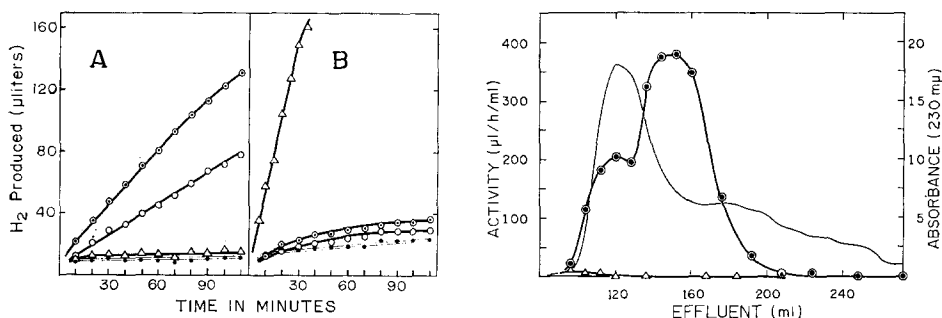 160
120
80
40
H2 Produced (μliters)
A
B
30 60 90 30 60 90
TIME IN MINUTES
400
300
200
100
ACTIVITY (μl/h/ml)
20
15
10
5
ABSORBANCE (230 mμ)
120 160 200 240
EFFLUENT (ml)